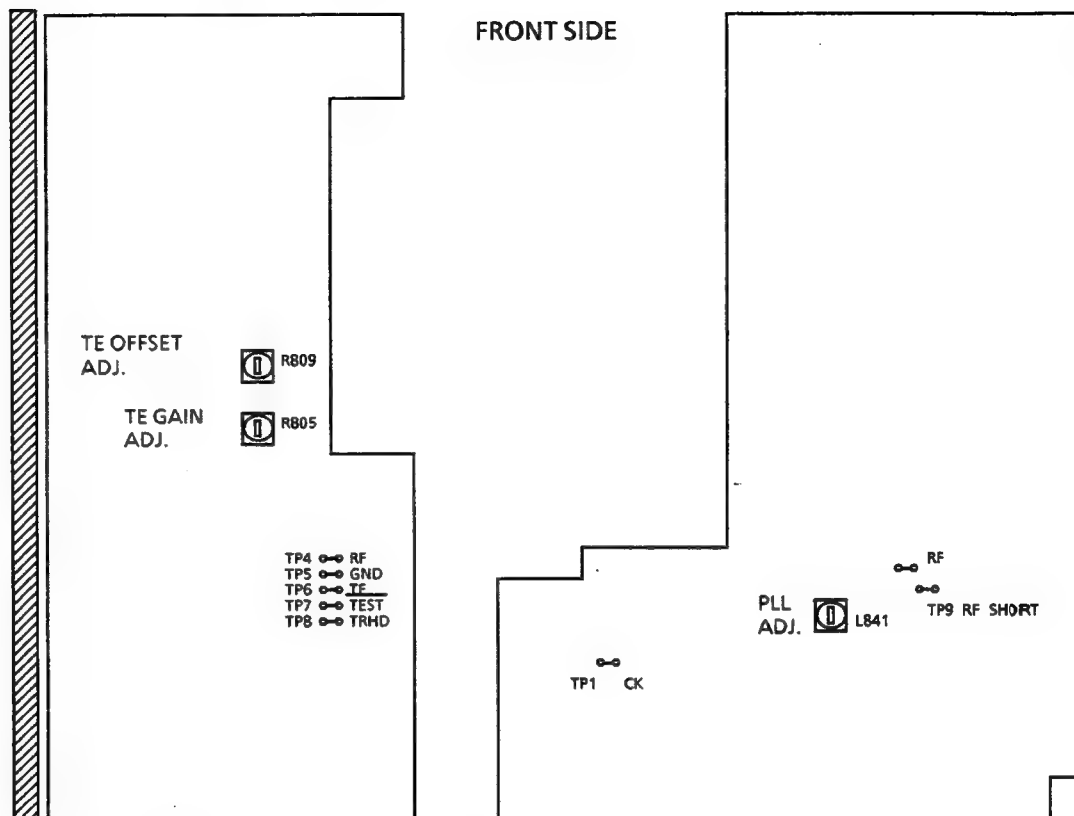 FRONT SIDE
TE OFFSET
ADJ.
R809
TE GAIN
ADJ.
R805
TP4 RF
TP5 GND
TP6 TE
TP7 TEST
TP8 TRHD
RF
TP9 RF SHORT
PLL
ADJ.
L841
TP1 CK